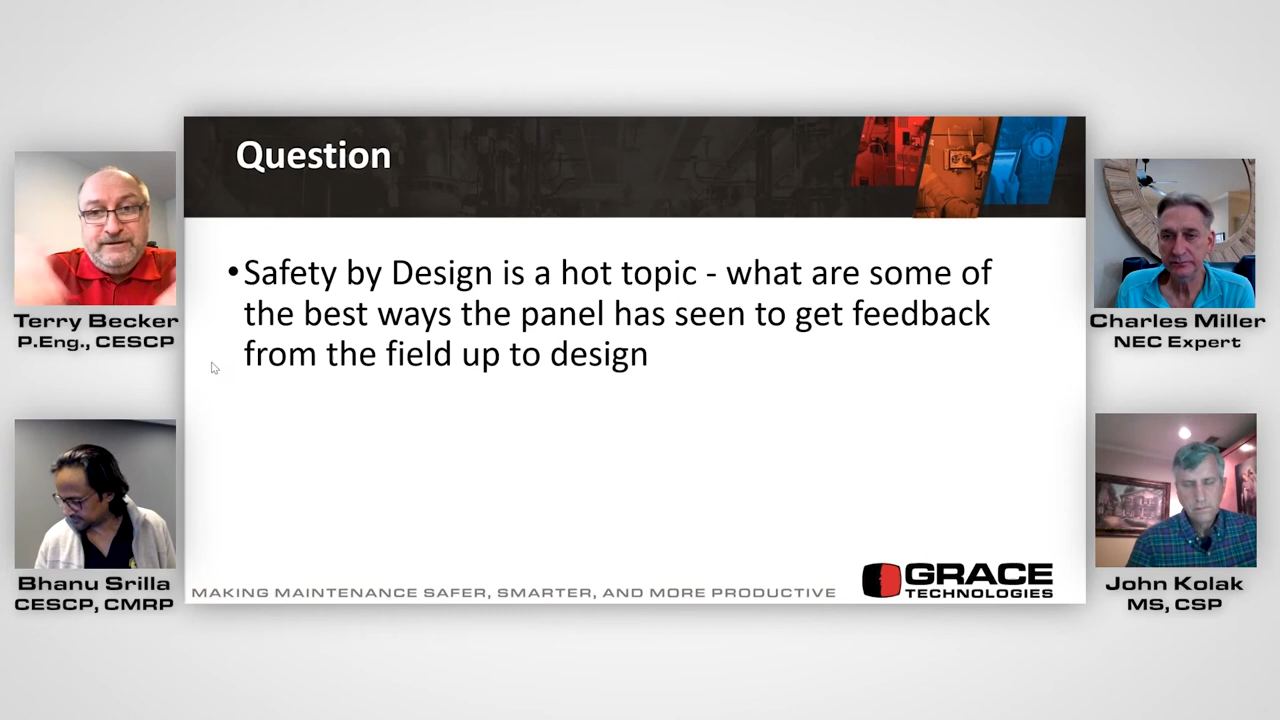 Question
•Safety by Design is a hot topic - what are some of
the best ways the panel has seen to get feedback
from the field up to design
MAKING MAINTENANCE SAFER, SMARTER, AND MORE PRODUCTIVE
GRACE
TECHNOLOGIES
Terry Becker
P.Eng., CESCP
Bhanu Srilla
CESCP, CMRP
Charles Miller
NEC Expert
John Kolak
MS, CSP